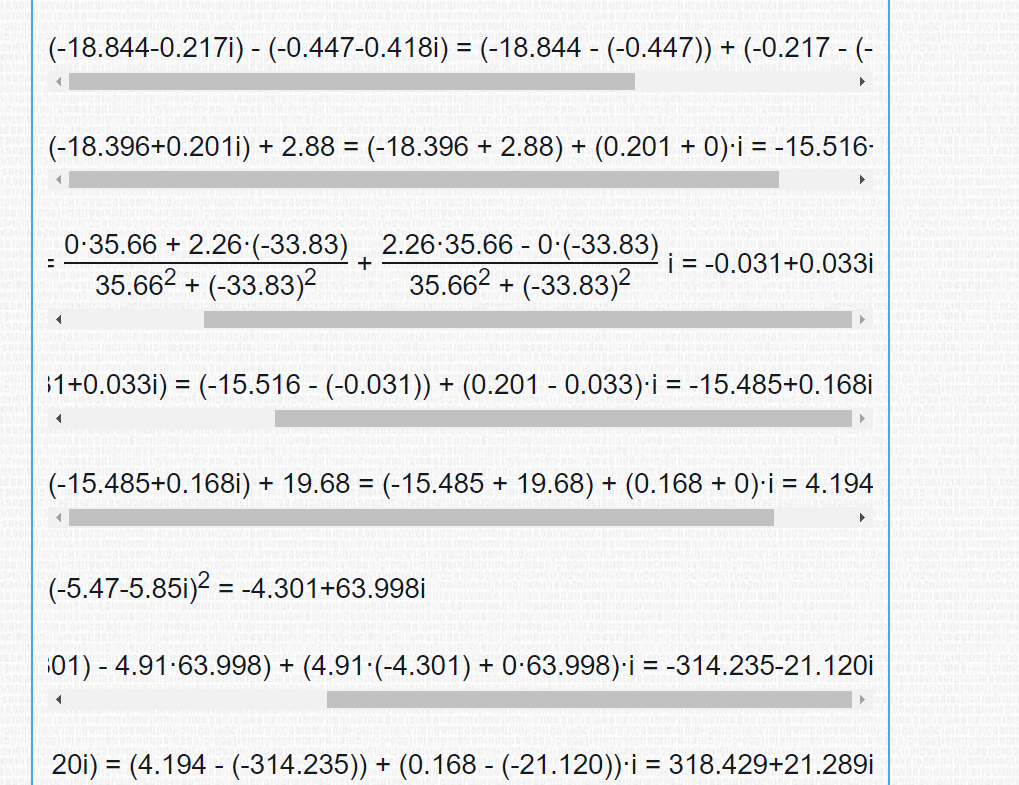 (-18.844-0.217i) - (-0.447-0.418i) = (-18.844 - (-0.447)) + (-0.217 - (-
(-18.396+0.201i) + 2.88 = (-18.396 + 2.88) + (0.201 + 0)·i = -15.516
= \frac{0·35.66 + 2.26·(-33.83)}{35.66^2 + (-33.83)^2} + \frac{2.26·35.66 - 0·(-33.83)}{35.66^2 + (-33.83)^2} i = -0.031+0.033i
1+0.033i) = (-15.516 - (-0.031)) + (0.201 - 0.033)·i = -15.485+0.168i
(-15.485+0.168i) + 19.68 = (-15.485 + 19.68) + (0.168 + 0)·i = 4.194
(-5.47-5.85i)^2 = -4.301+63.998i
01) - 4.91·63.998) + (4.91·(-4.301) + 0·63.998)·i = -314.235-21.120i
20i) = (4.194 - (-314.235)) + (0.168 - (-21.120))·i = 318.429+21.289i